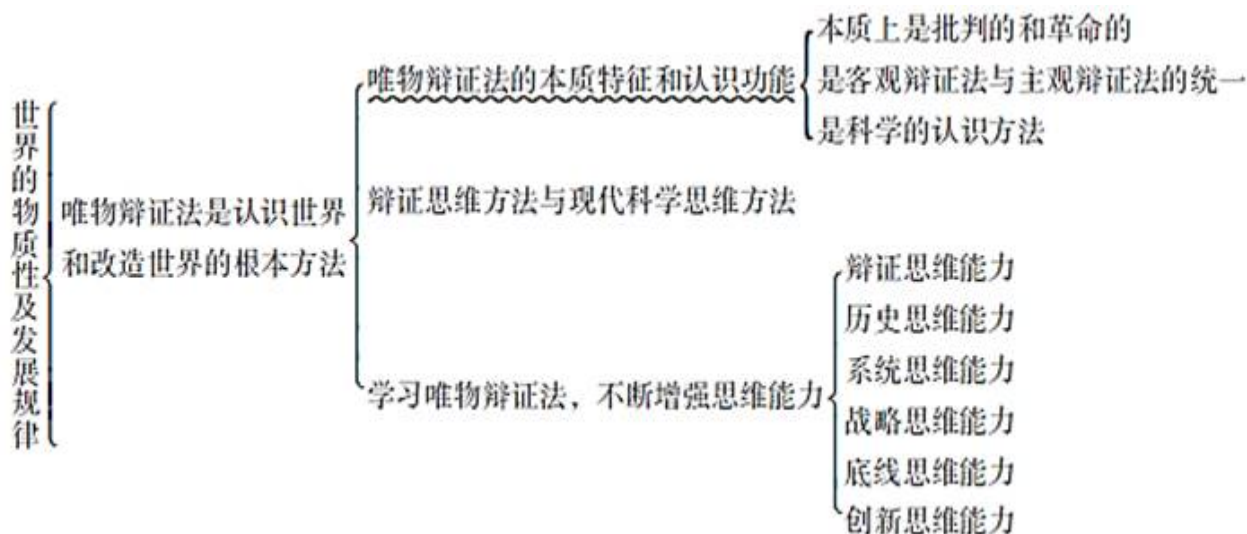 世界的物质性及发展规律
唯物辩证法是认识世界
和改造世界的根本方法
唯物辩证法的本质特征和认识功能
本质上是批判的和革命的
是客观辩证法与主观辩证法的统一
是科学的认识方法
辩证思维方法与现代科学思维方法
学习唯物辩证法，不断增强思维能力
辩证思维能力
历史思维能力
系统思维能力
战略思维能力
底线思维能力
创新思维能力